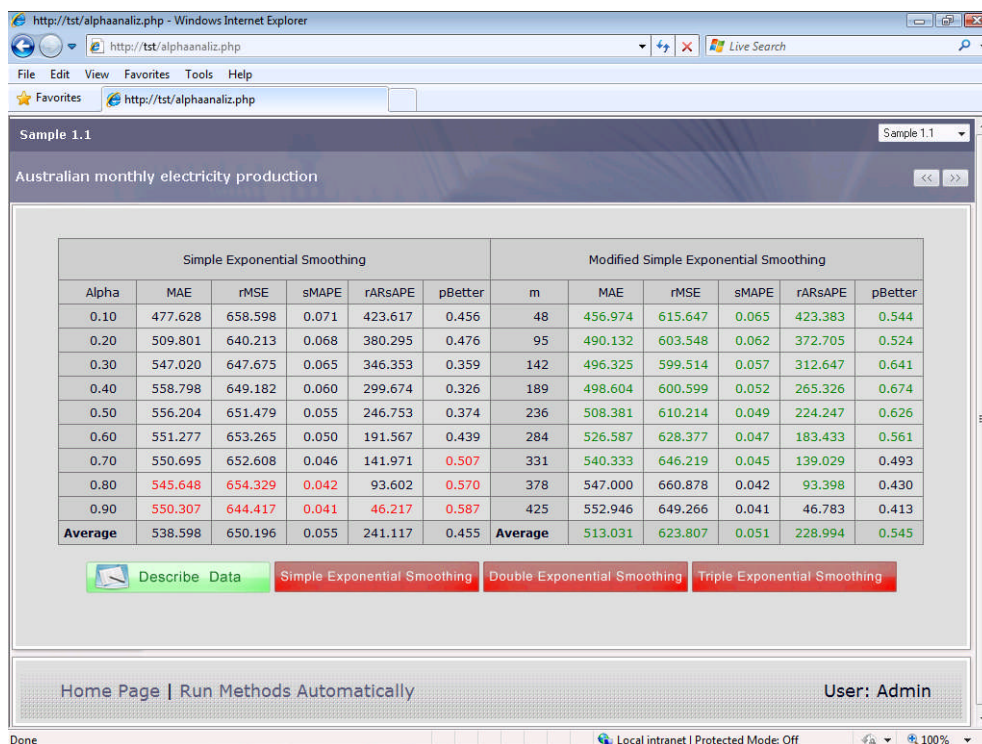 http://tst/alphaanaliz.php - Windows Internet Explorer
http://tst/alphaanaliz.php Live Search
File Edit View Favorites Tools Help
Favorites http://tst/alphaanaliz.php
Sample 1.1 Sample 1.1
Australian monthly electricity production << >>
Simple Exponential Smoothing Modified Simple Exponential Smoothing
Alpha MAE rMSE sMAPE rARsAPE pBetter m MAE rMSE sMAPE rARsAPE pBetter
0.10 477.628 658.598 0.071 423.617 0.456 48 456.974 615.647 0.065 423.383 0.544
0.20 509.801 640.213 0.068 380.295 0.476 95 490.132 603.548 0.062 372.705 0.524
0.30 547.020 647.675 0.065 346.353 0.359 142 496.325 599.514 0.057 312.647 0.641
0.40 558.798 649.182 0.060 299.674 0.326 189 498.604 600.599 0.052 265.326 0.674
0.50 556.204 651.479 0.055 246.753 0.374 236 508.381 610.214 0.049 224.247 0.626
0.60 551.277 653.265 0.050 191.567 0.439 284 526.587 628.377 0.047 183.433 0.561
0.70 550.695 652.608 0.046 141.971 0.507 331 540.333 646.219 0.045 139.029 0.493
0.80 545.648 654.329 0.042 93.602 0.570 378 547.000 660.878 0.042 93.398 0.430
0.90 550.307 644.417 0.041 46.217 0.587 425 552.946 649.266 0.041 46.783 0.413
Average 538.598 650.196 0.055 241.117 0.455 Average 513.031 623.807 0.051 228.994 0.545
Describe Data Simple Exponential Smoothing Double Exponential Smoothing Triple Exponential Smoothing
Home Page | Run Methods Automatically User: Admin
Done Local intranet | Protected Mode: Off 100%